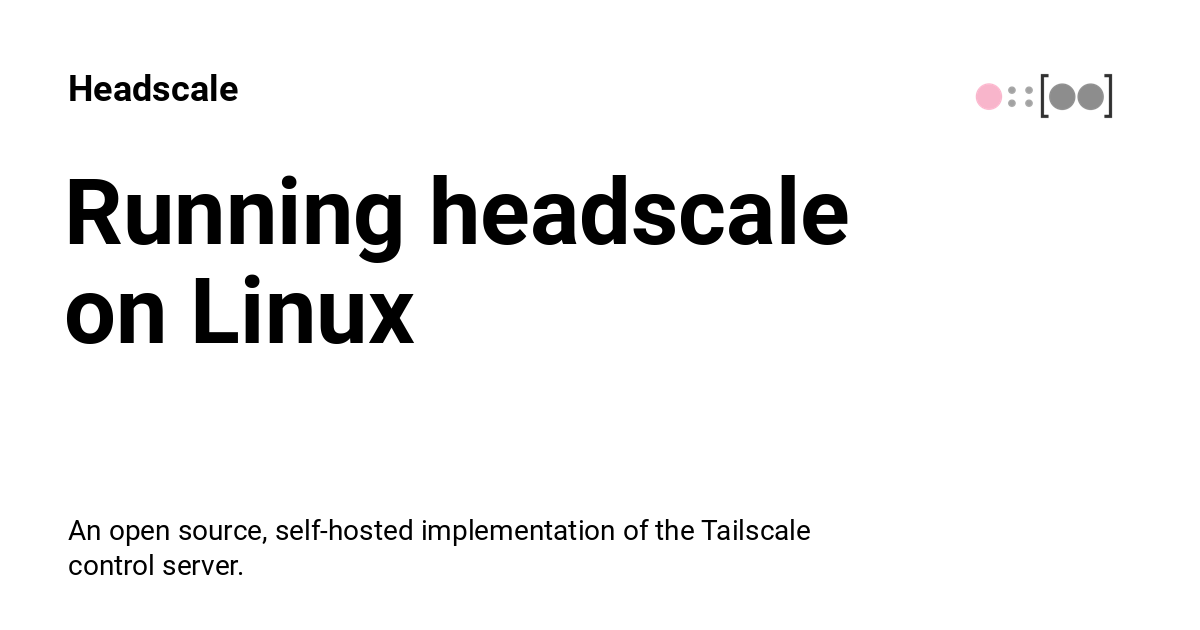 Headscale
Running headscale
on Linux
An open source, self-hosted implementation of the Tailscale
control server.